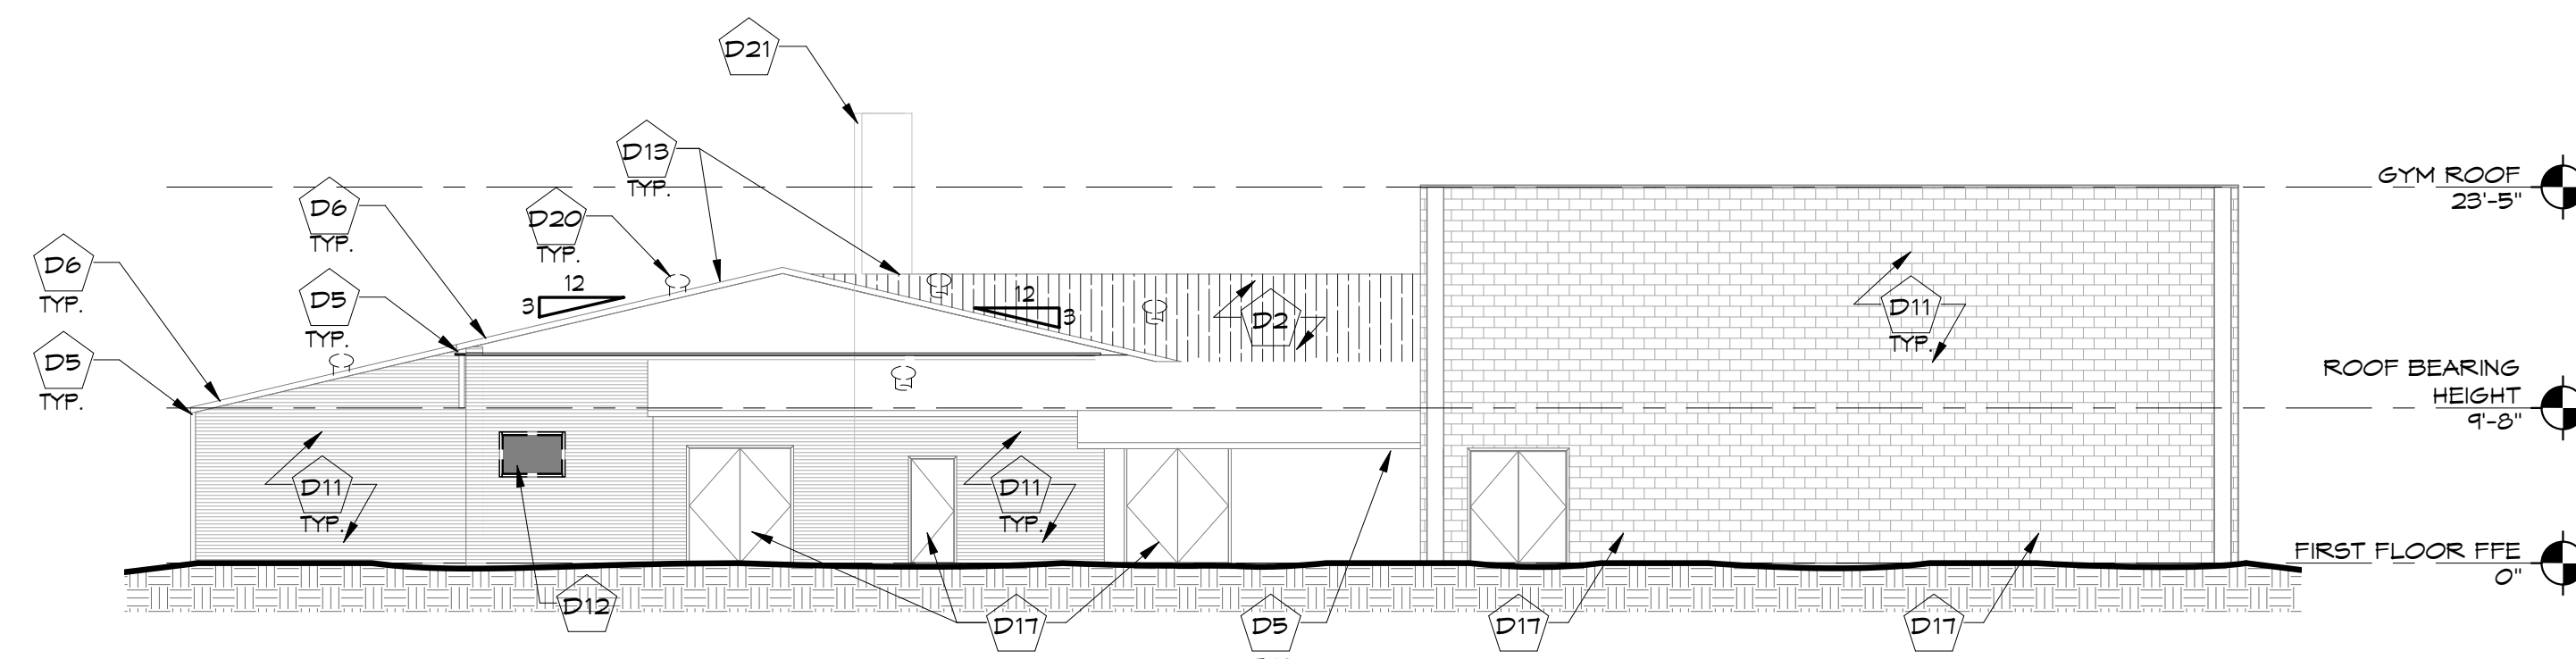 D21
D13
TYP.
D6
TYP.
D20
TYP.
D6
TYP.
D5
TYP.
D5
TYP.
12
3
12
3
D2
D11
TYP.
D11
TYP.
D11
TYP.
D12
D17
D5
D17
D17
GYM ROOF
23'-5"
ROOF BEARING
HEIGHT
9'-8"
FIRST FLOOR FFE
0"